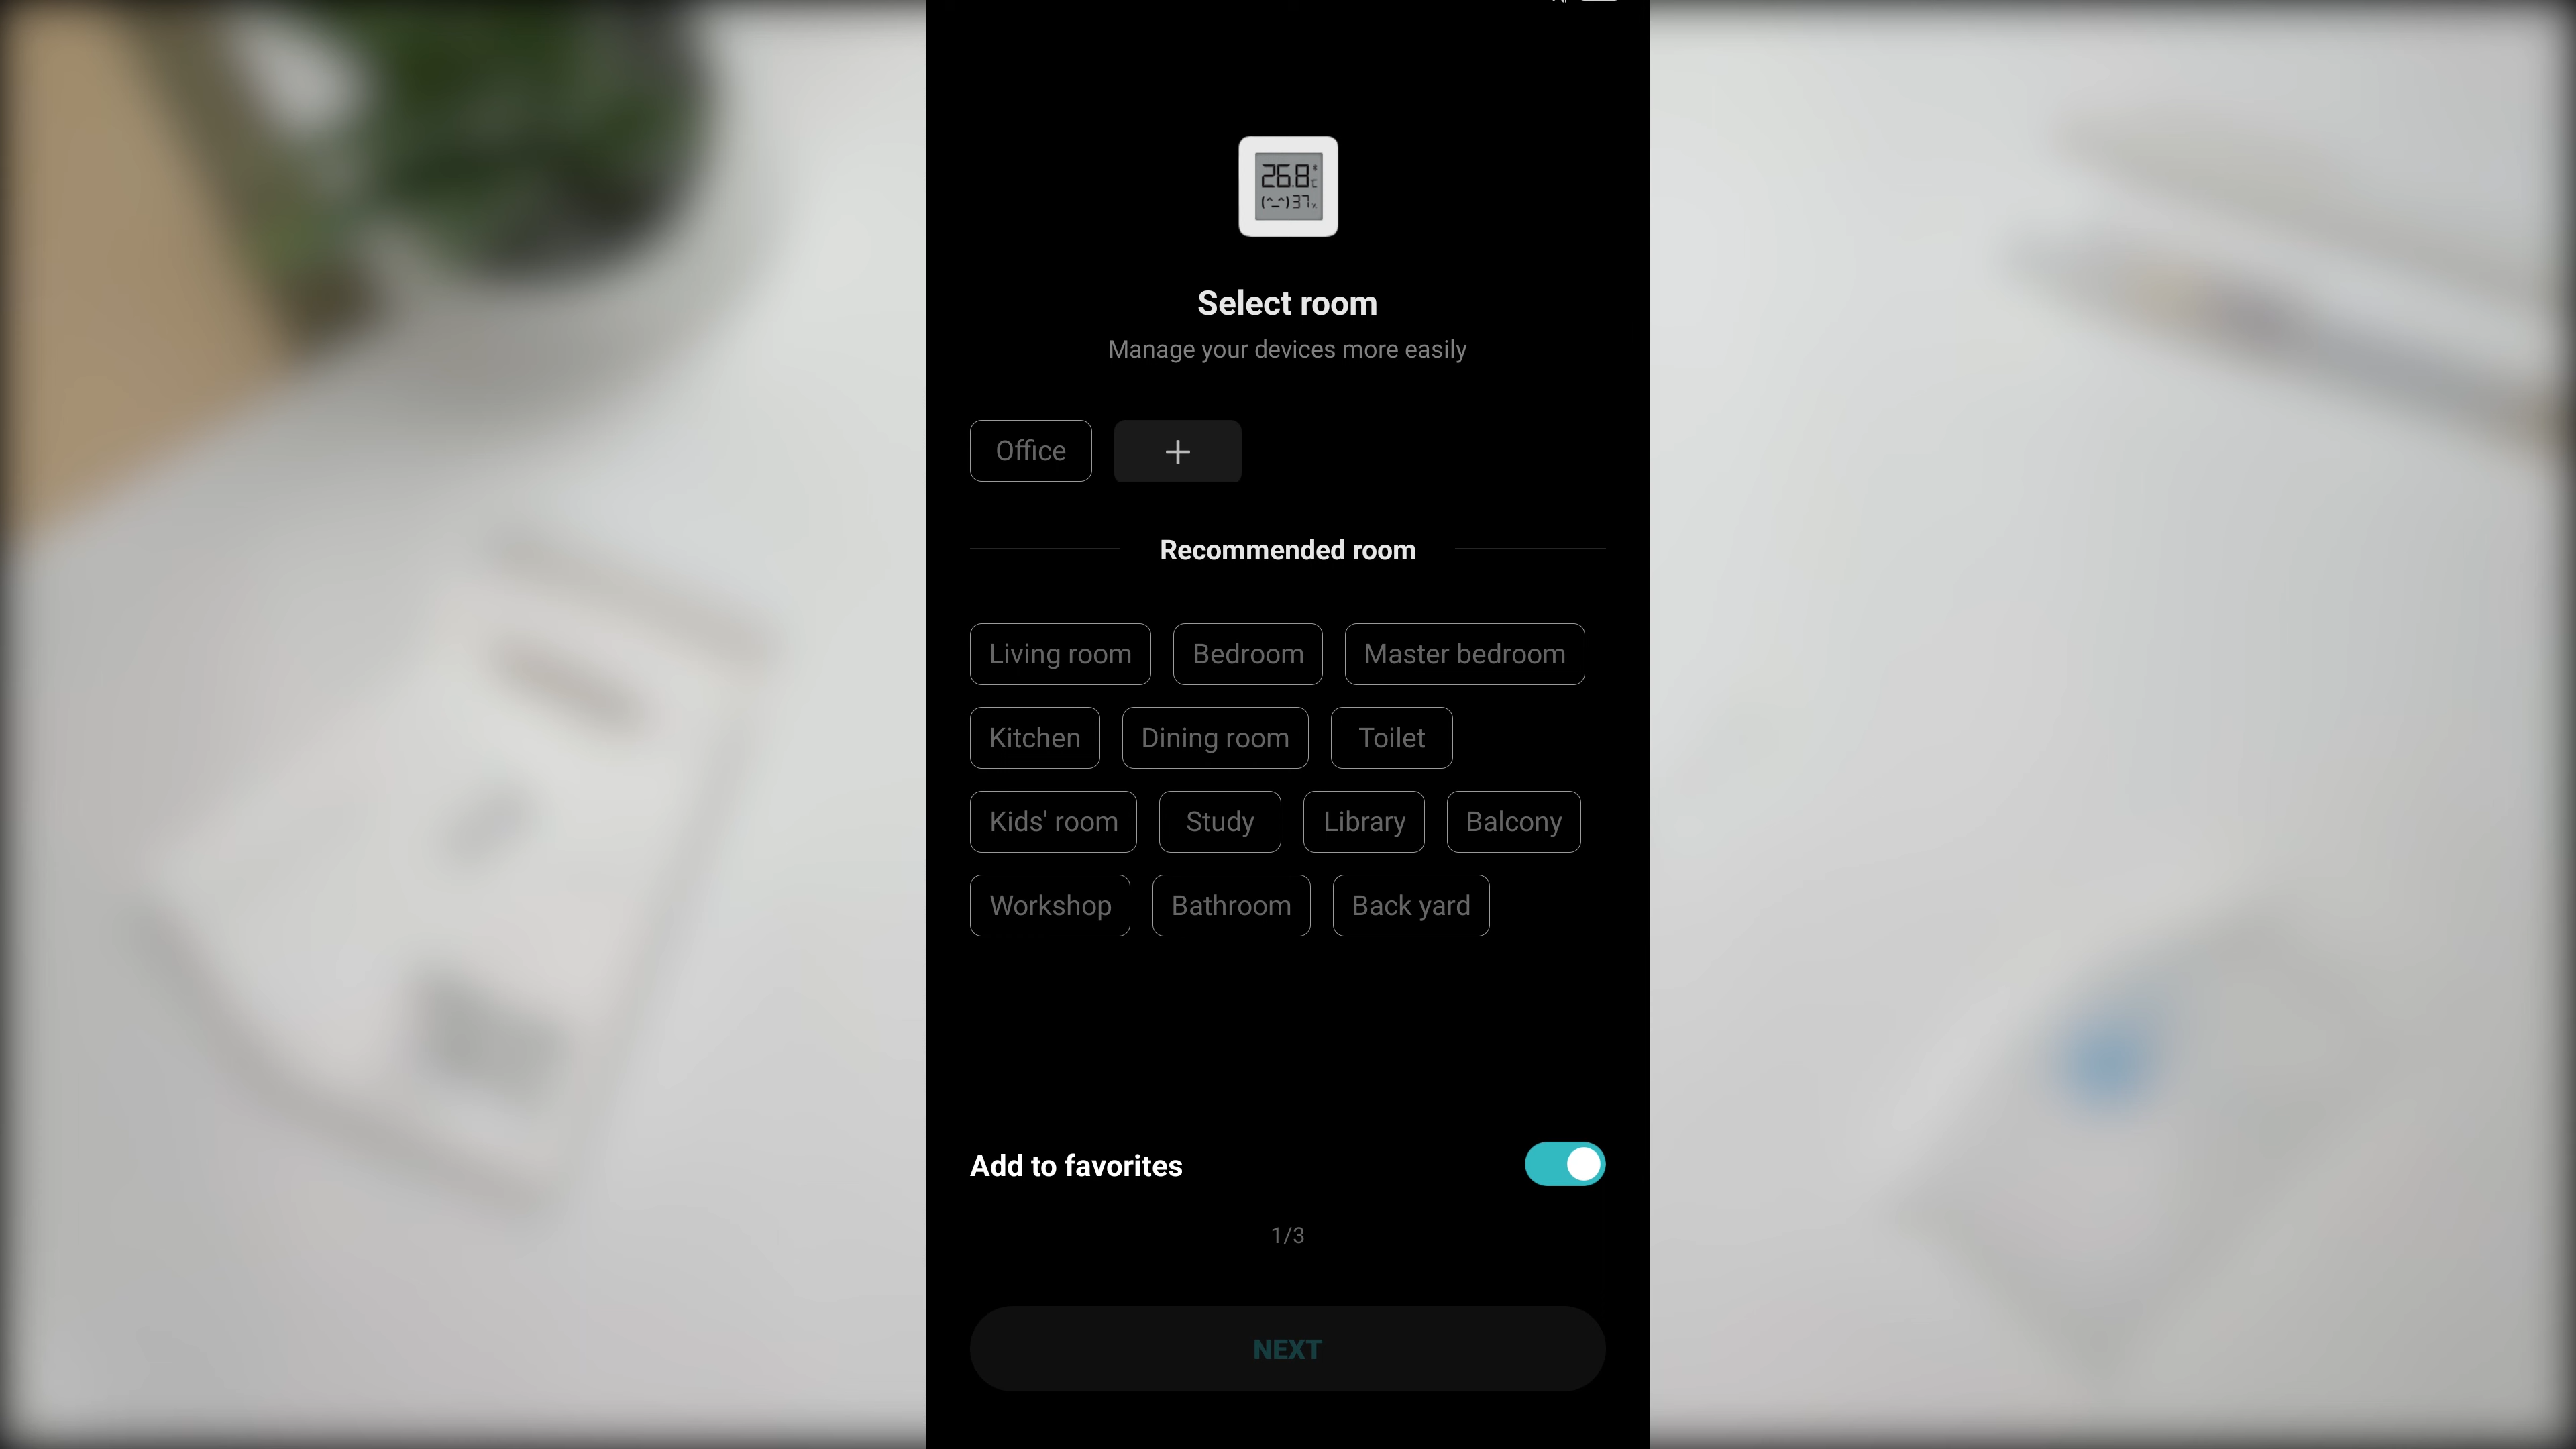 26.8 °C
(^_^) 37 %
Select room
Manage your devices more easily
Office +
Recommended room
Living room Bedroom Master bedroom
Kitchen Dining room Toilet
Kids' room Study Library Balcony
Workshop Bathroom Back yard
Add to favorites
1/3
NEXT